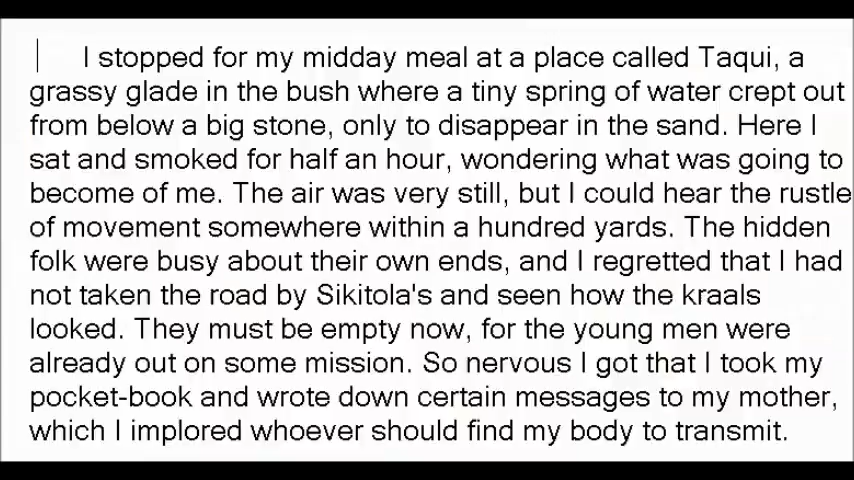 I stopped for my midday meal at a place called Taqui, a
grassy glade in the bush where a tiny spring of water crept out
from below a big stone, only to disappear in the sand. Here I
sat and smoked for half an hour, wondering what was going to
become of me. The air was very still, but I could hear the rustle
of movement somewhere within a hundred yards. The hidden
folk were busy about their own ends, and I regretted that I had
not taken the road by Sikitola's and seen how the kraals
looked. They must be empty now, for the young men were
already out on some mission. So nervous I got that I took my
pocket-book and wrote down certain messages to my mother,
which I implored whoever should find my body to transmit.